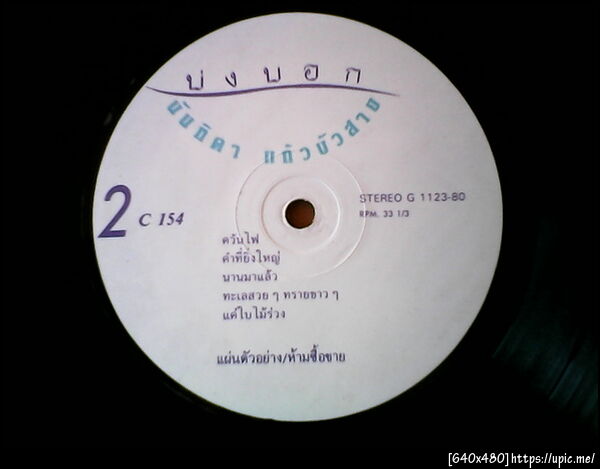 บ่งบอก
นันทิดา แก้วบัวสาย
2 C 154
STEREO G 1123-80
RPM. 33 1/3
ควันไฟ
คำที่ยิ่งใหญ่
นานมาแล้ว
ทะเลสวย ๆ ทรายขาว ๆ
แค่ใบไม้ร่วง
แผ่นตัวอย่าง/ห้ามซื้อขาย
[640x480]https://upic.me/